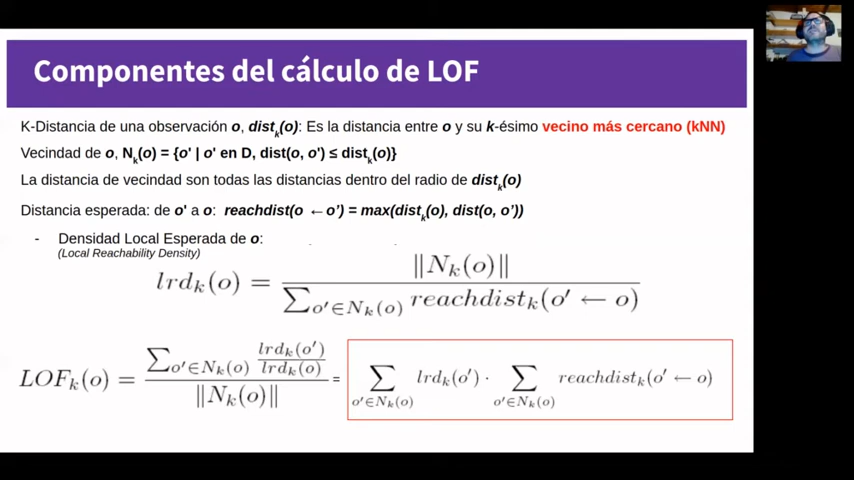 Componentes del cálculo de LOF
K-Distancia de una observación o, dist_k(o): Es la distancia entre o y su k-ésimo vecino más cercano (kNN)
Vecindad de o, N_k(o) = {o' | o' en D, dist(o, o') ≤ dist_k(o)}
La distancia de vecindad son todas las distancias dentro del radio de dist_k(o)
Distancia esperada: de o' a o: reachdist(o ←o') = max(dist_k(o), dist(o, o'))
- Densidad Local Esperada de o:
(Local Reachability Density)
lrd_k(o) = ‖N_k(o)‖ / ∑_{o'∈N_k(o)} reachdist_k(o' ← o)
LOF_k(o) = ∑_{o'∈N_k(o)} lrd_k(o')/lrd_k(o) / ‖N_k(o)‖ = ∑_{o'∈N_k(o)} lrd_k(o') · ∑_{o'∈N_k(o)} reachdist_k(o' ← o)